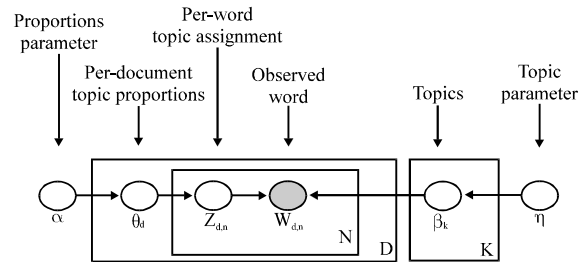 Proportions
parameter
Per-document
topic proportions
Per-word
topic assignment
Observed
word
Topics
Topic
parameter
α
θd
Zd,n
Wd,n
N
D
βk
K
η